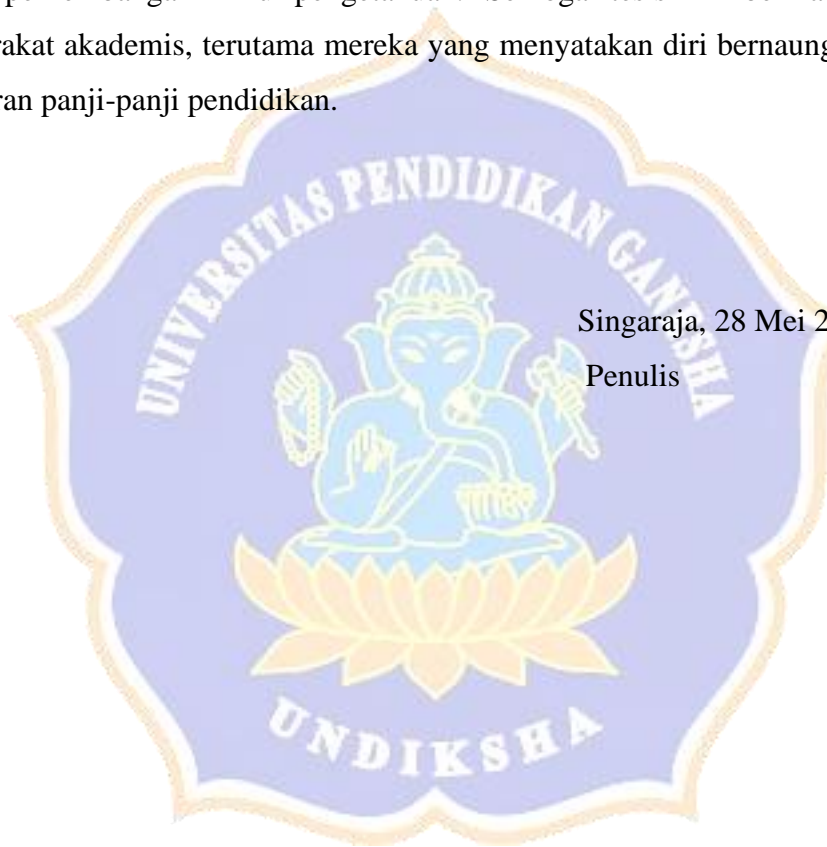 rakat akademis, terutama mereka yang menyatakan diri bernaung
ran panji-panji pendidikan.
UNIVERSITAS PENDIDIKAN GANESHA
Singaraja, 28 Mei 2
Penulis
UNDIKSHA